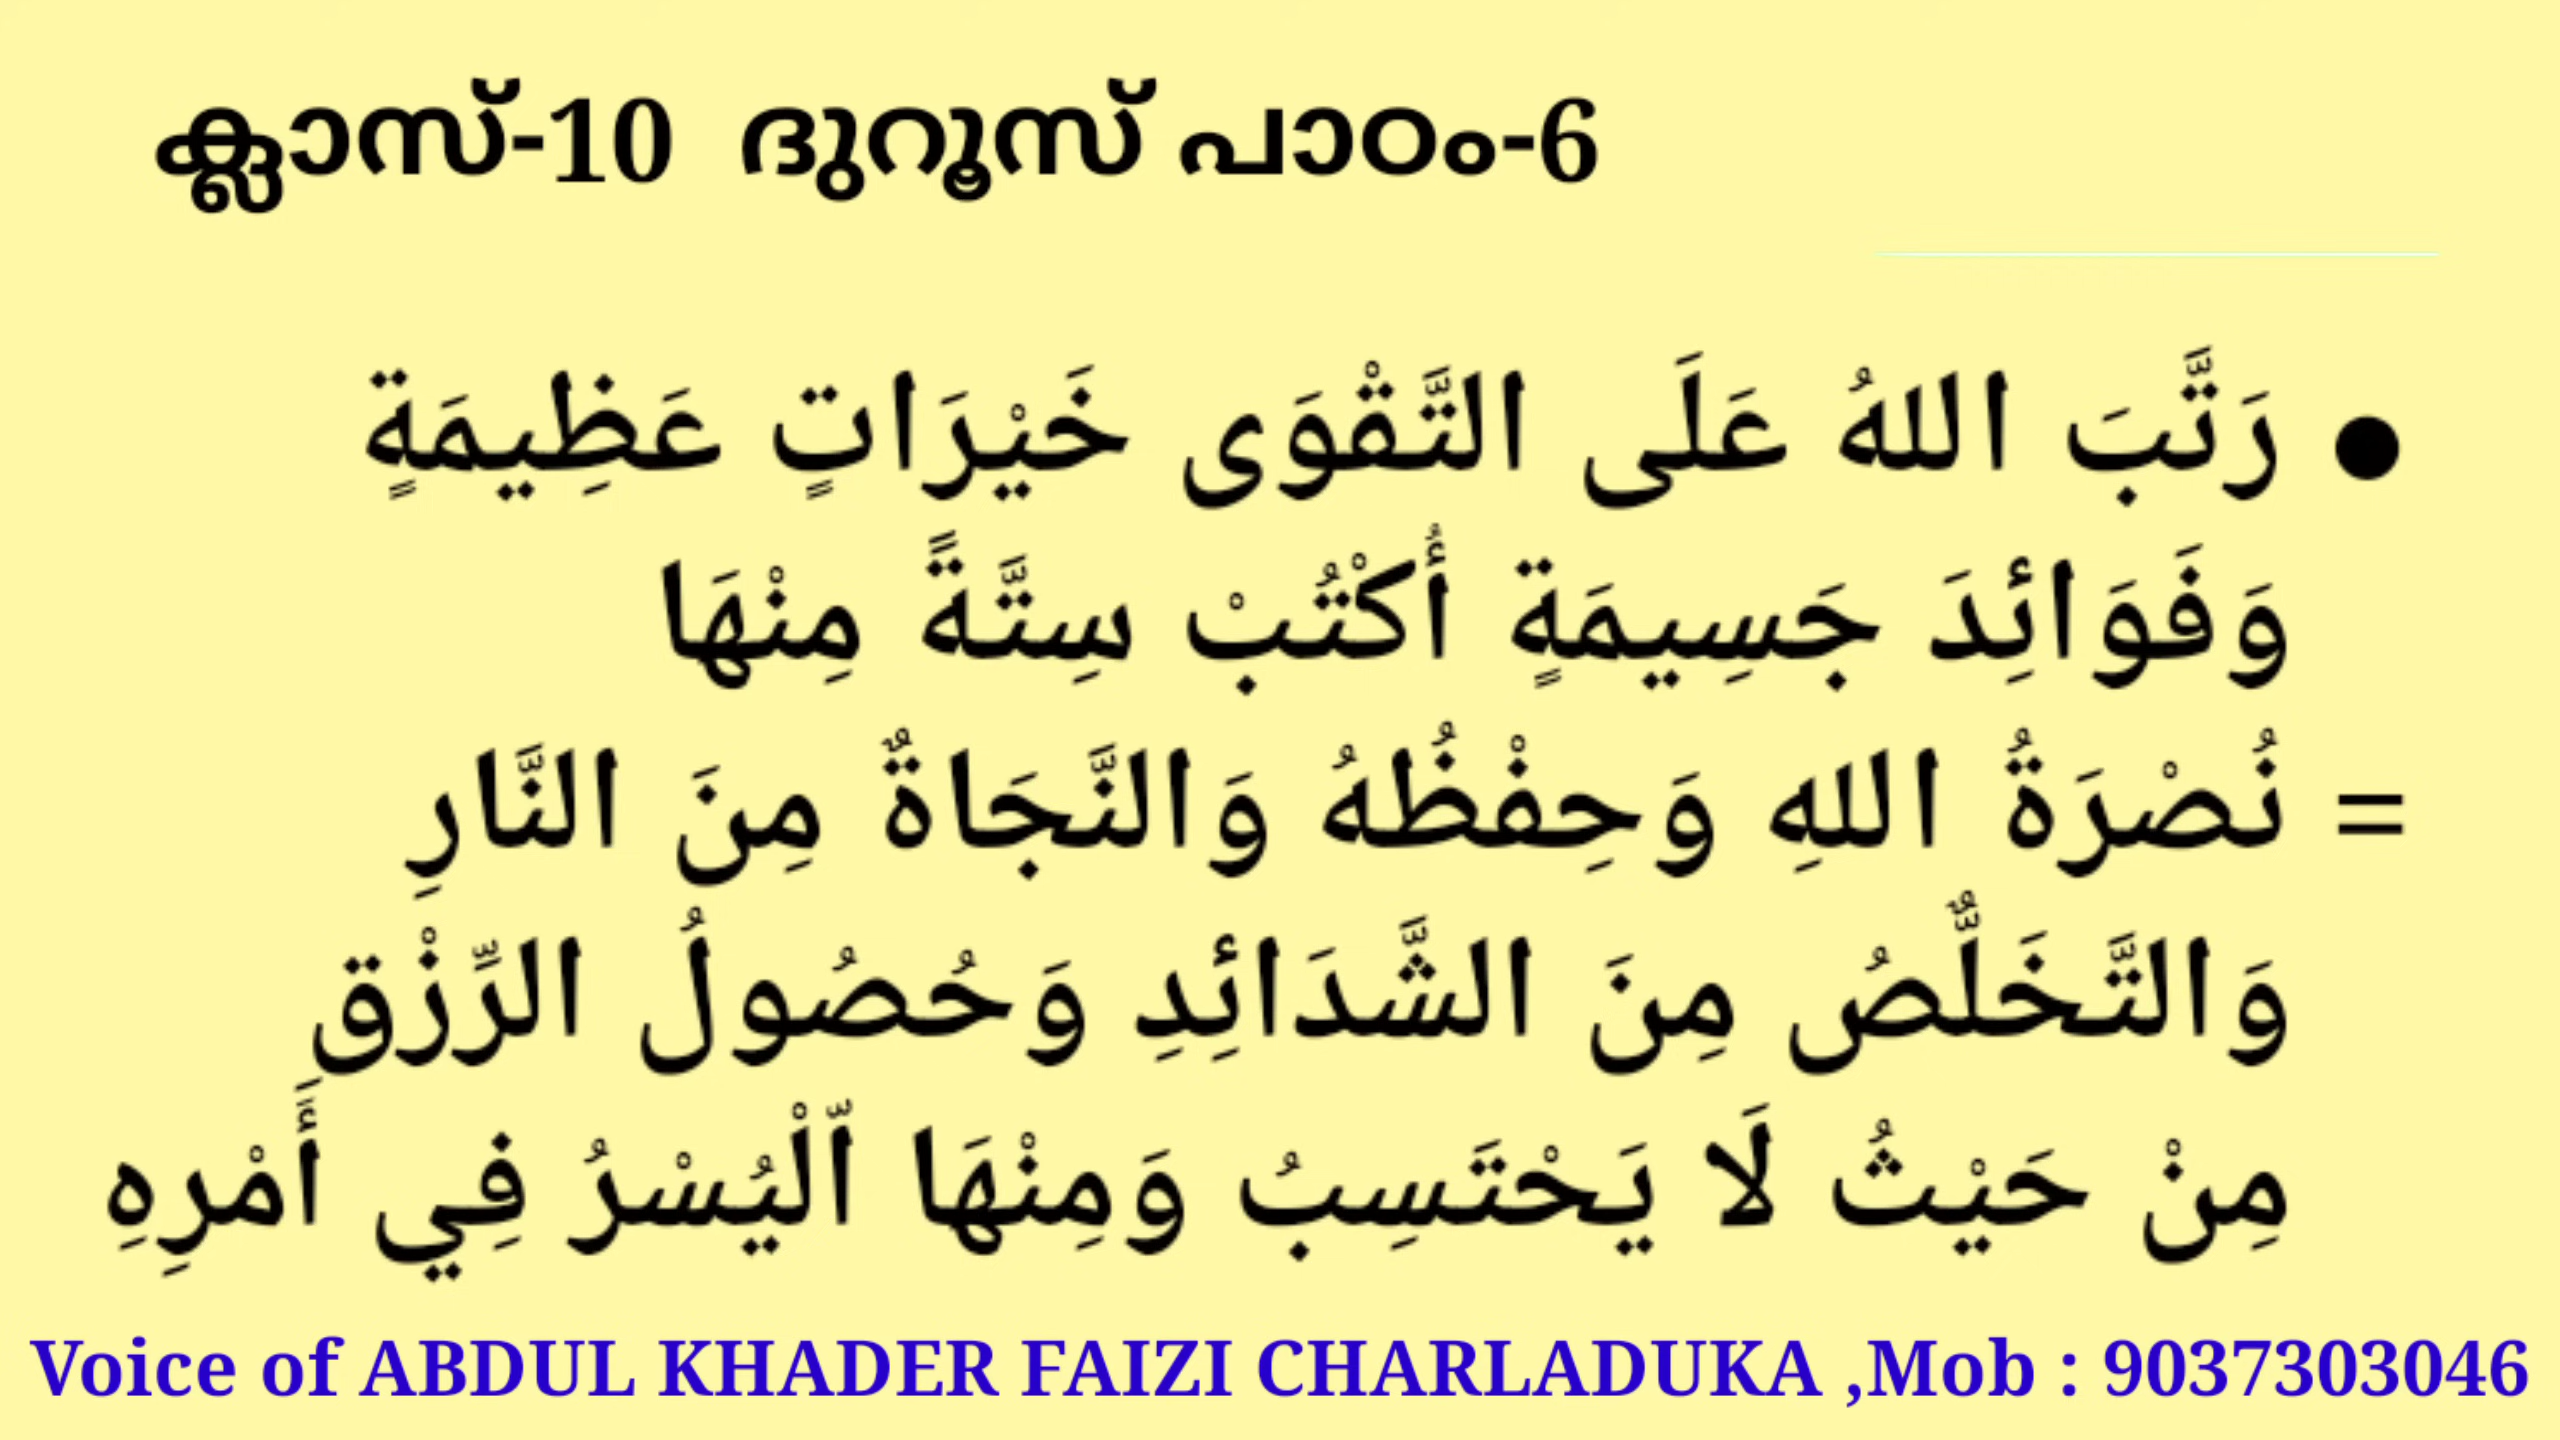 ക്ലാസ്-10 ദുറൂസ് പാഠം-6
● رَتَّبَ اللهُ عَلَى التَّقْوَى خَيْرَاتٍ عَظِيمَةٍ
وَفَوَائِدَ جَسِيمَةٍ أُكْتُبْ سِتَّةً مِنْهَا
= نُصْرَةُ اللهِ وَحِفْظُهُ وَالنَّجَاةُ مِنَ النَّارِ
وَالتَّخَلُّصُ مِنَ الشَّدَائِدِ وَحُصُولُ الرِّزْقِ
مِنْ حَيْثُ لَا يَحْتَسِبُ وَمِنْهَا اّلْيُسْرُ فِي أَمْرِهِ
Voice of ABDUL KHADER FAIZI CHARLADUKA ,Mob : 9037303046